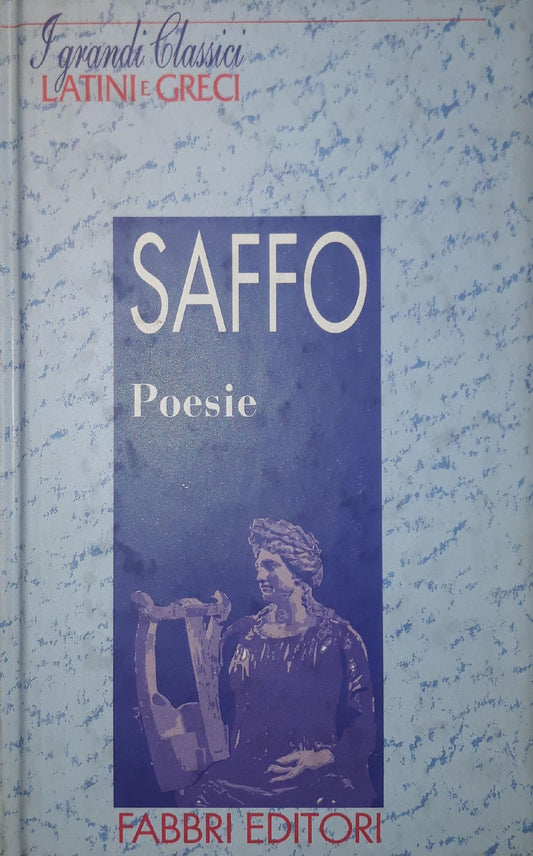 I grandi Classici
LATINI E GRECI
SAFFO
Poesie
FABBRI EDITORI